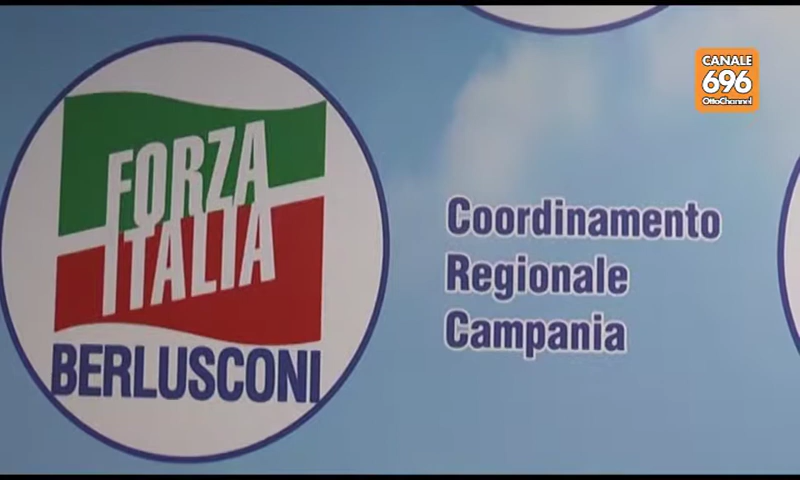 CANALE
696
OttoChannel
FORZA
ITALIA
BERLUSCONI
Coordinamento
Regionale
Campania